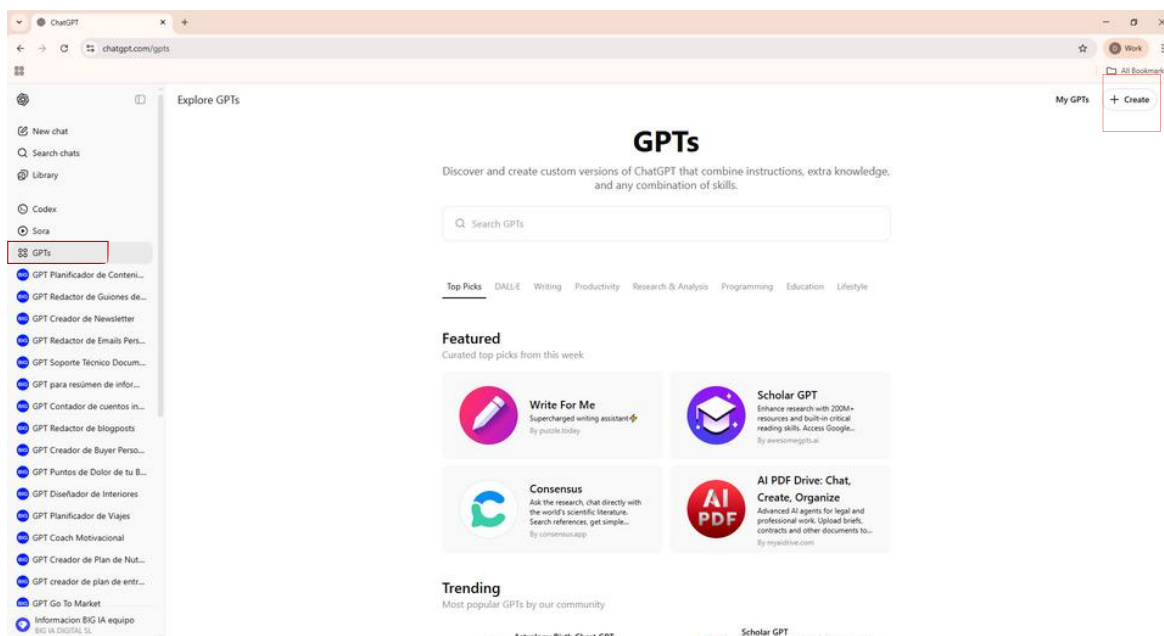 ChatGPT
chatgpt.com/gpts
Work
All Bookmark
Explore GPTs
My GPTs
+ Create
New chat
Search chats
Library
Codex
Sora
GPTs
GPT Planificador de Conteni...
GPT Redactor de Guiones de...
GPT Creador de Newsletter
GPT Redactor de Emails Pers...
GPT Soporte Técnico Docum...
GPT para resúmen de infor...
GPT Contador de cuentos in...
GPT Redactor de blogposts
GPT Creador de Buyer Perso...
GPT Puntos de Dolor de tu B...
GPT Diseñador de Interiores
GPT Planificador de Viajes
GPT Coach Motivacional
GPT Creador de Plan de Nut...
GPT creador de plan de entr...
GPT Go To Market
Informacion BIG IA equipo
BIG IA DIGITAL SL
GPTs
Discover and create custom versions of ChatGPT that combine instructions, extra knowledge,
and any combination of skills.
Search GPTs
Top Picks DALL·E Writing Productivity Research & Analysis Programming Education Lifestyle
Featured
Curated top picks from this week
Write For Me
Supercharged writing assistant
By puzzle.today
Scholar GPT
Enhance research with 200M+
resources and built-in critical
reading skills. Access Google...
By awesomegpts.ai
Consensus
Ask the research, chat directly with
the world's scientific literature.
Search references, get simple...
By consensus.app
AI
PDF
AI PDF Drive: Chat,
Create, Organize
Advanced AI agents for legal and
professional work. Upload briefs,
contracts and other documents to...
By myaidrive.com
Trending
Most popular GPTs by our community
Scholar GPT